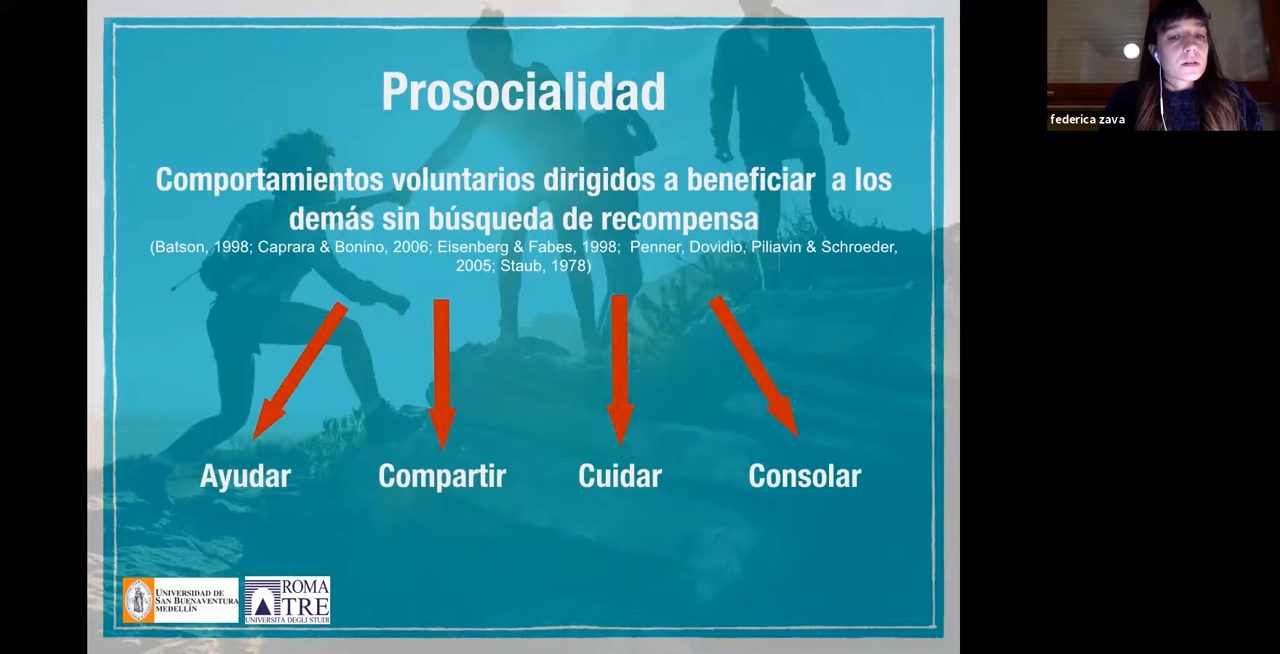 Prosocialidad
Comportamientos voluntarios dirigidos a beneficiar a los
demás sin búsqueda de recompensa
(Batson, 1998; Caprara & Bonino, 2006; Eisenberg & Fabes, 1998; Penner, Dovidio, Piliavin & Schroeder,
2005; Staub, 1978)
Ayudar Compartir Cuidar Consolar
UNIVERSIDAD DE
SAN BUENAVENTURA
MEDELLÍN
ROMA
TRE
UNIVERSITÀ DEGLI STUDI
federica zava